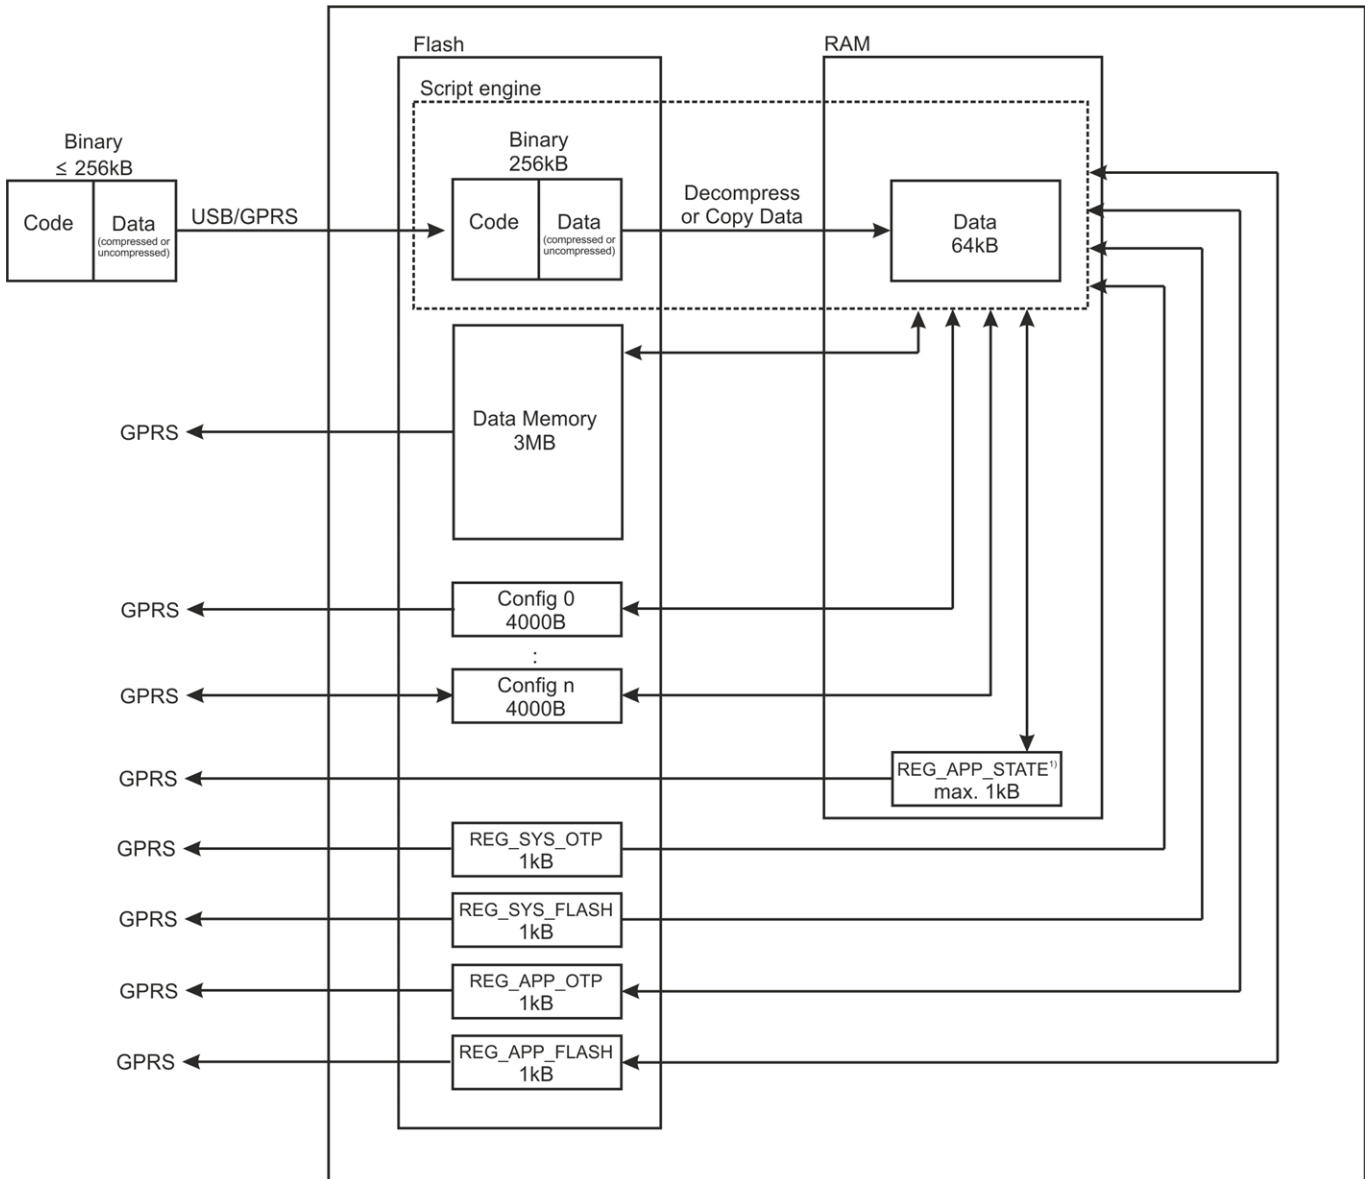 Flash
RAM
Script engine
Binary
≤ 256kB
Code
Data
(compressed or
uncompressed)
USB/GPRS
Binary
256kB
Code
Data
(compressed or
uncompressed)
Decompress
or Copy Data
Data
64kB
GPRS
Data Memory
3MB
GPRS
Config 0
4000B
:
GPRS
Config n
4000B
GPRS
REG_APP_STATE¹⁾
max. 1kB
GPRS
REG_SYS_OTP
1kB
GPRS
REG_SYS_FLASH
1kB
GPRS
REG_APP_OTP
1kB
GPRS
REG_APP_FLASH
1kB